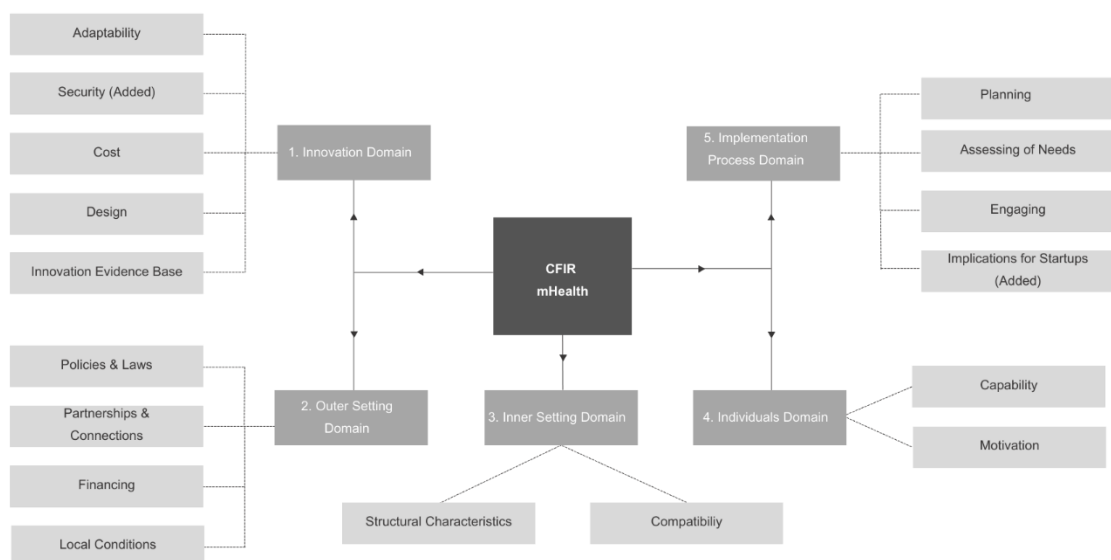 Adaptability
Security (Added)
Cost
Design
Innovation Evidence Base
1. Innovation Domain
Policies & Laws
Partnerships &
Connections
Financing
Local Conditions
2. Outer Setting
Domain
CFIR
mHealth
3. Inner Setting Domain
Structural Characteristics
Compatibiliy
5. Implementation
Process Domain
Planning
Assessing of Needs
Engaging
Implications for Startups
(Added)
4. Individuals Domain
Capability
Motivation